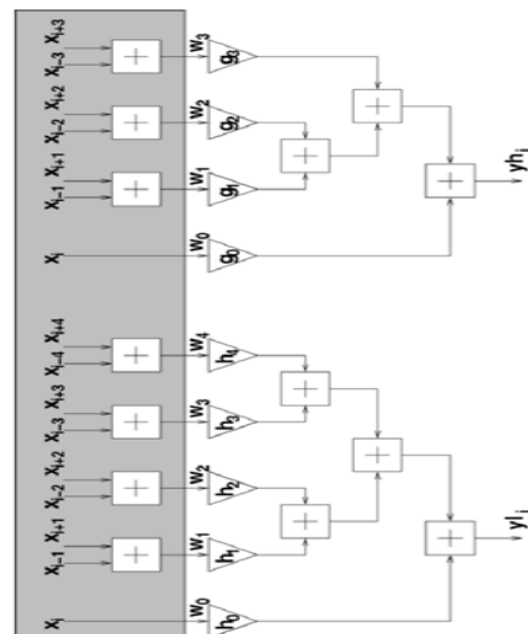 x_i x_{i-1} x_{i+1} x_{i-2} x_{i+2} x_{i-3} x_{i+3} x_{i-4} x_{i+4} x_i x_{i-1} x_{i+1} x_{i-2} x_{i+2} x_{i-3} x_{i+3}
w_0 w_1 w_2 w_3 w_4 w_0 w_1 w_2 w_3
h_0 h_1 h_2 h_3 h_4 g_0 g_1 g_2 g_3
yl_i yh_i